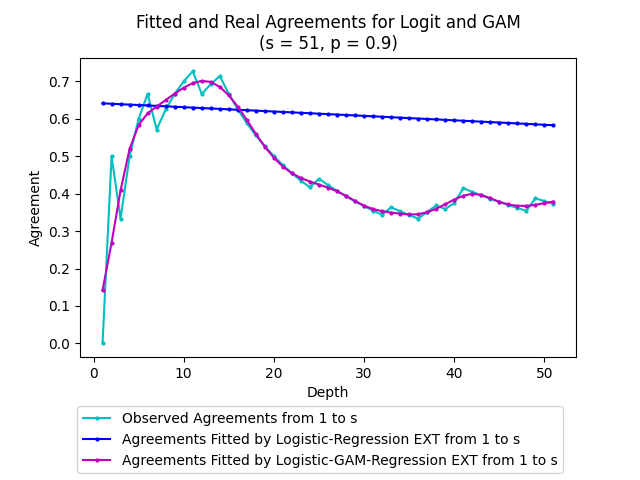 Fitted and Real Agreements for Logit and GAM
(s = 51, p = 0.9)
Agreement
0.7
0.6
0.5
0.4
0.3
0.2
0.1
0.0
0 10 20 30 40 50
Depth
Observed Agreements from 1 to s
Agreements Fitted by Logistic-Regression EXT from 1 to s
Agreements Fitted by Logistic-GAM-Regression EXT from 1 to s